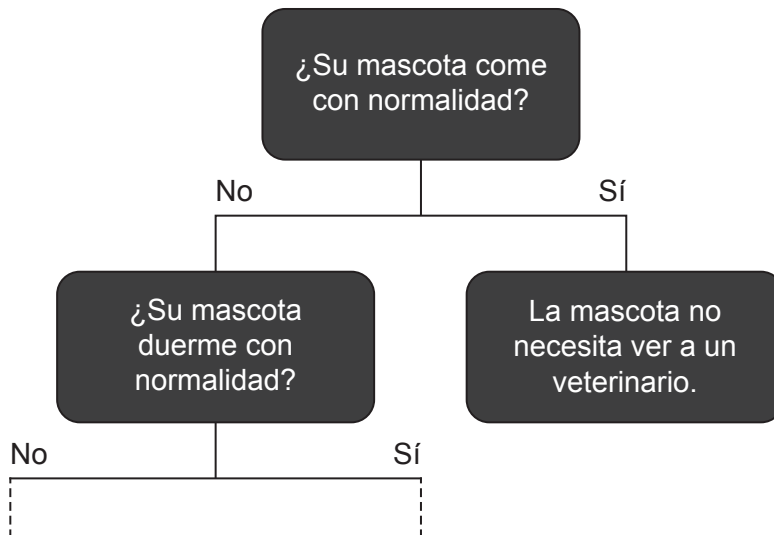 ¿Su mascota come
con normalidad?
No
Sí
¿Su mascota
duerme con
normalidad?
La mascota no
necesita ver a un
veterinario.
No
Sí